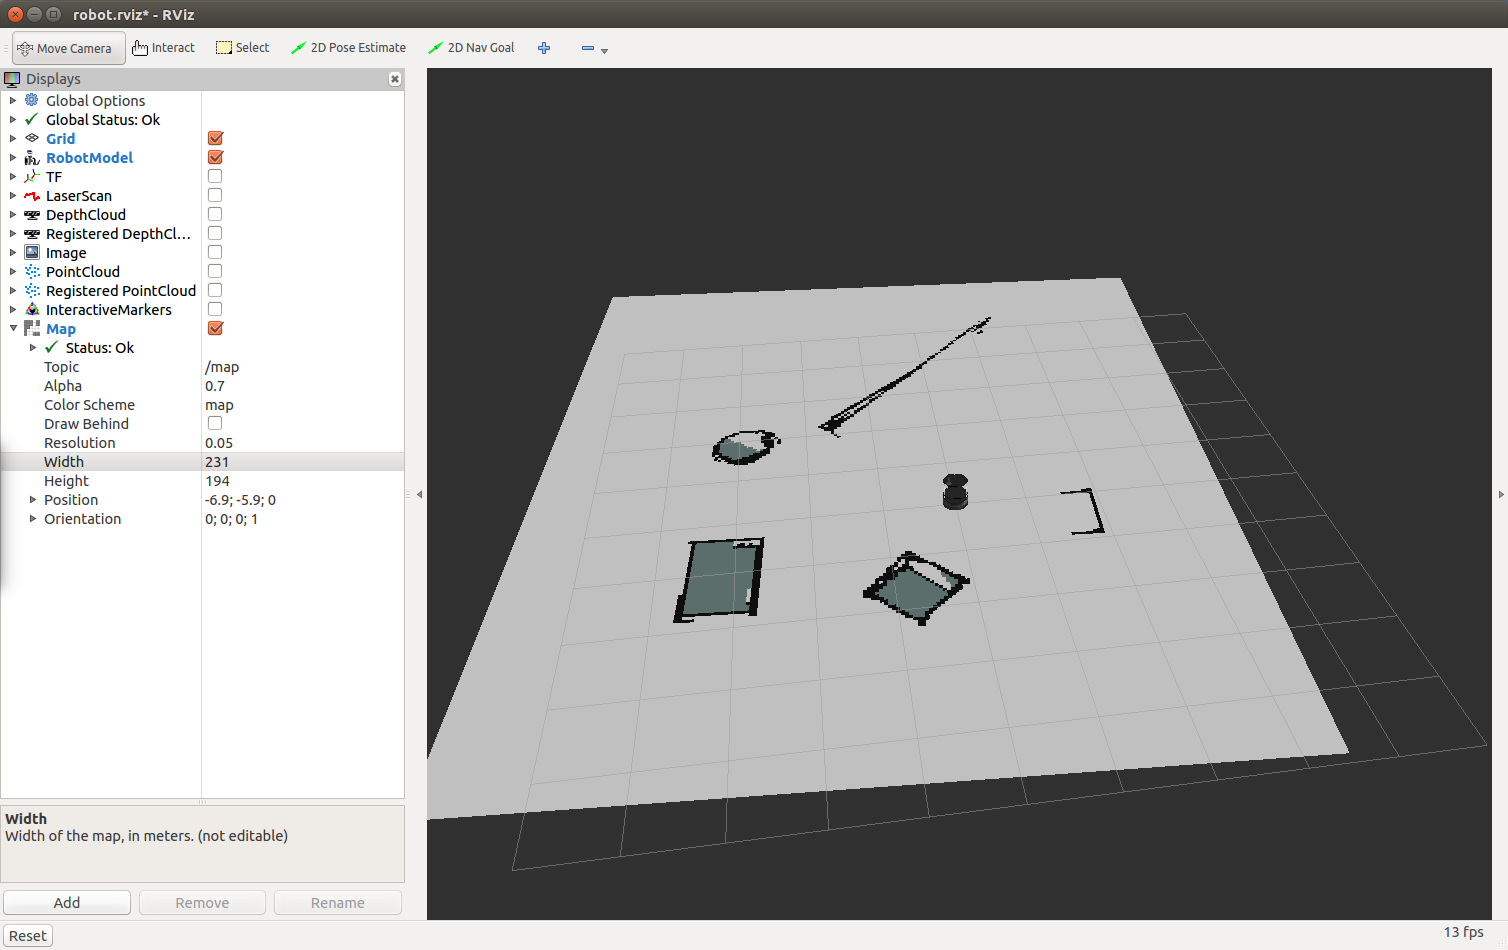 robot.rviz* - RViz
Move Camera Interact Select 2D Pose Estimate 2D Nav Goal
Displays
Global Options
Global Status: Ok
Grid
RobotModel
TF
LaserScan
DepthCloud
Registered DepthCl...
Image
PointCloud
Registered PointCloud
InteractiveMarkers
Map
Status: Ok
Topic /map
Alpha 0.7
Color Scheme map
Draw Behind
Resolution 0.05
Width 231
Height 194
Position -6.9; -5.9; 0
Orientation 0; 0; 0; 1
Width
Width of the map, in meters. (not editable)
Add Remove Rename
Reset
13 fps